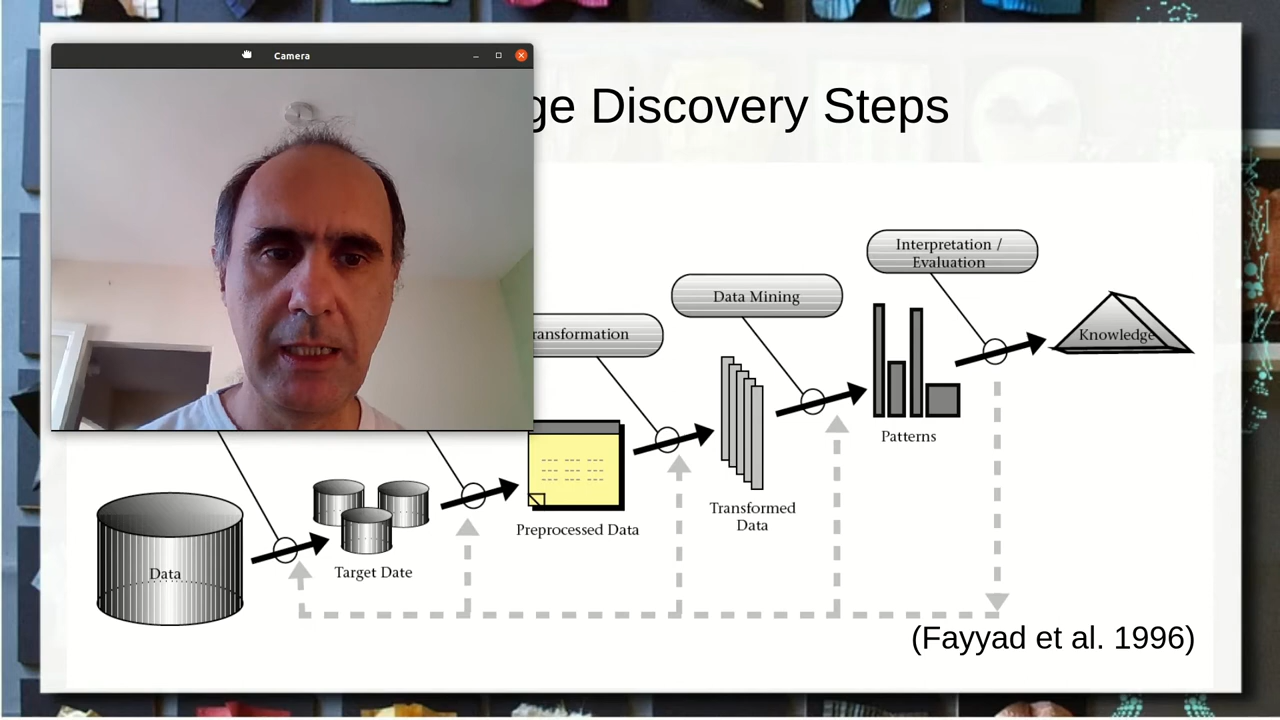 Camera
ge Discovery Steps
Interpretation /
Evaluation
Data Mining
ransformation
Knowledge
Patterns
Transformed
Data
Preprocessed Data
Target Date
Data
(Fayyad et al. 1996)